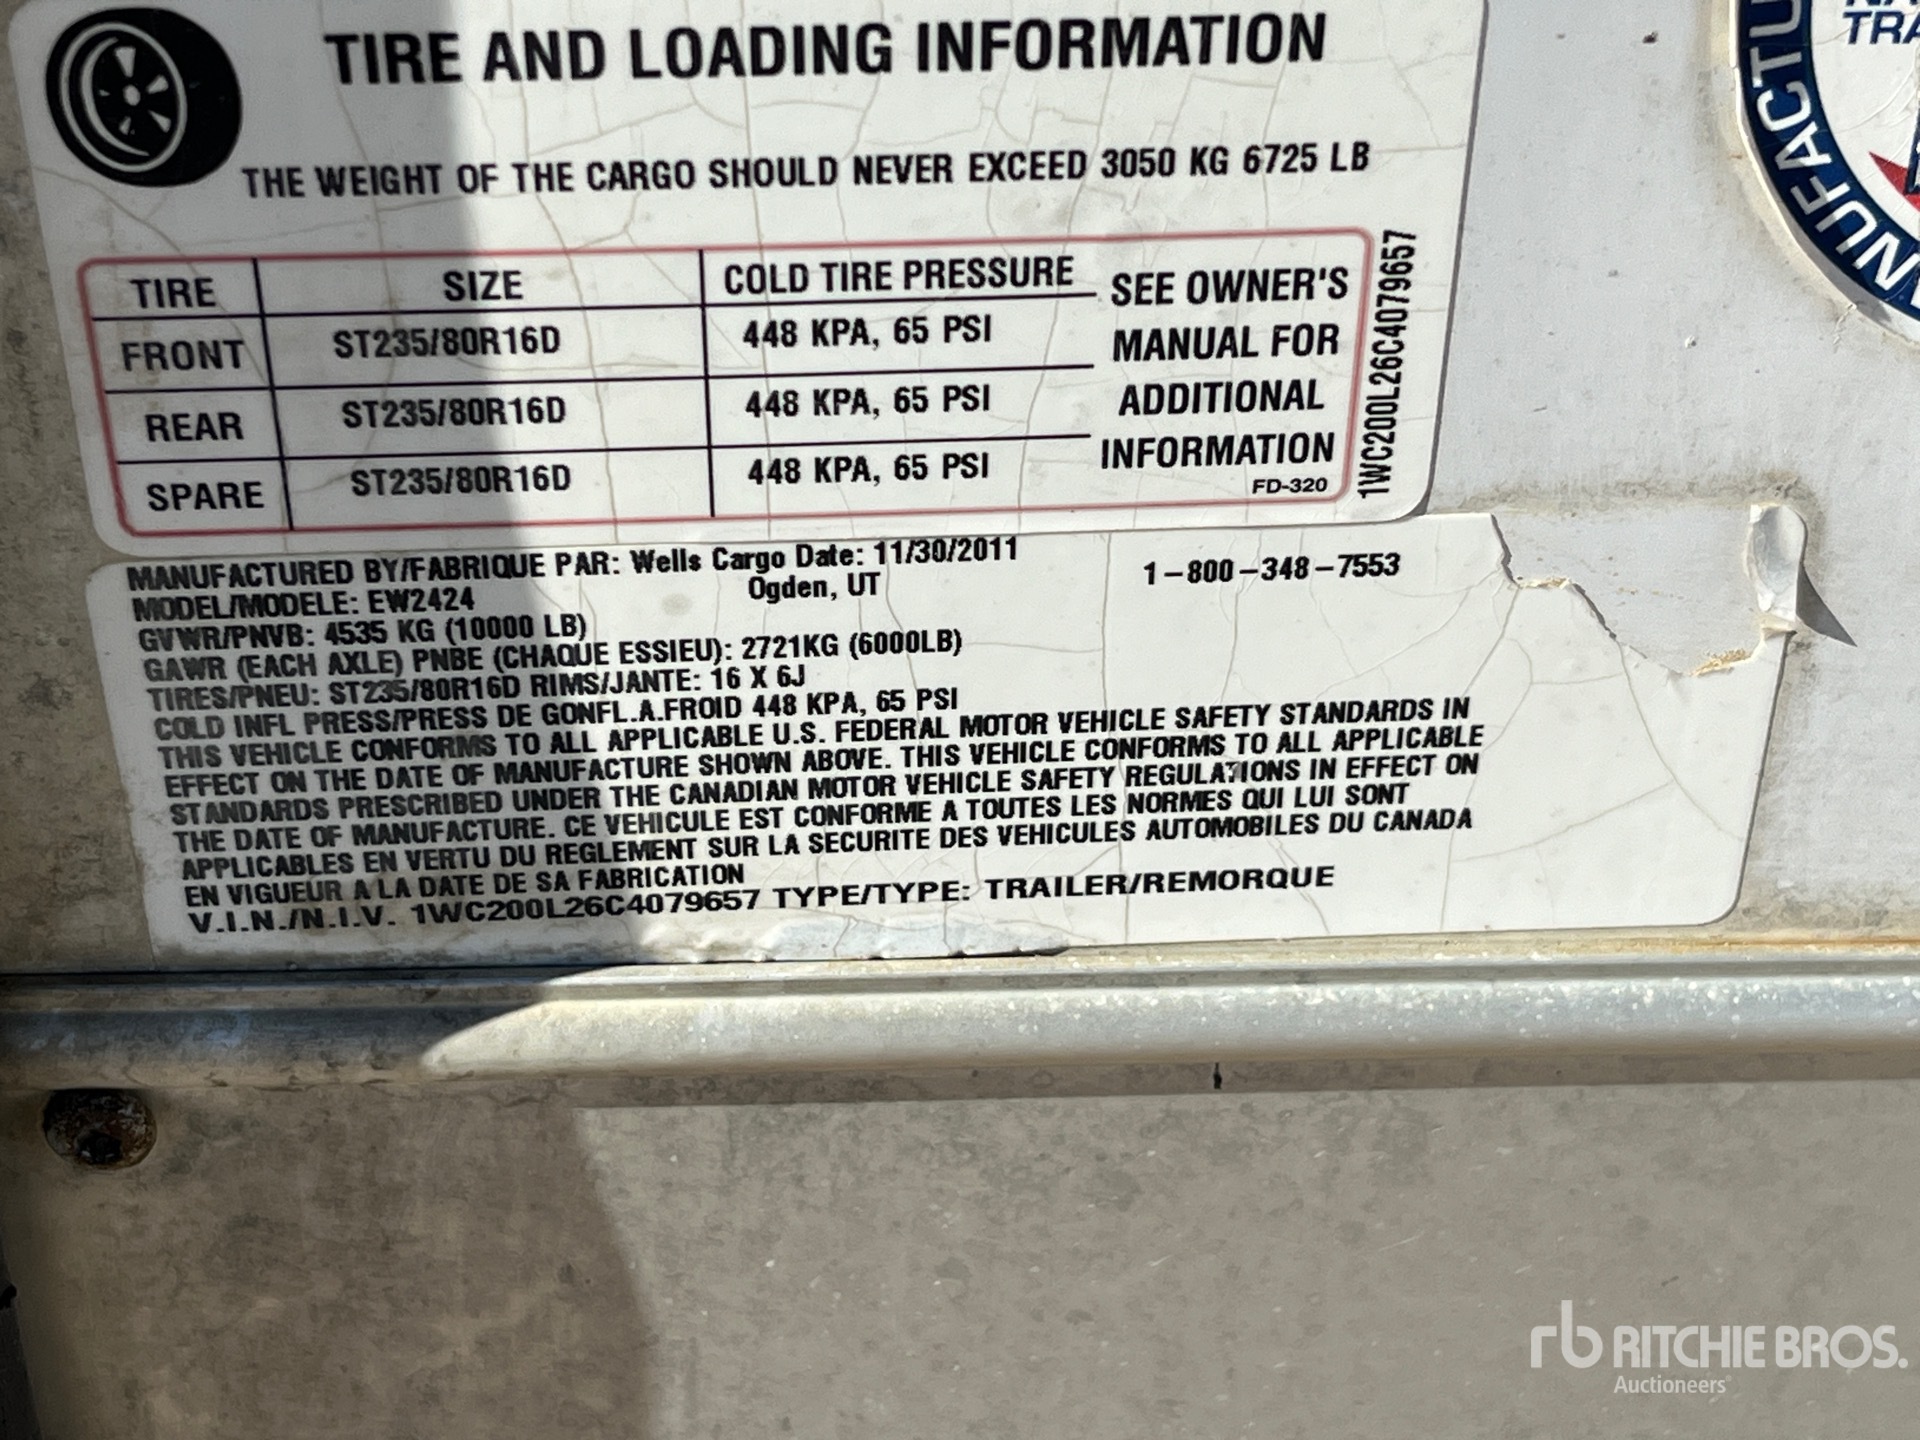 TIRE AND LOADING INFORMATION
THE WEIGHT OF THE CARGO SHOULD NEVER EXCEED 3050 KG 6725 LB
TIRE SIZE COLD TIRE PRESSURE
FRONT ST235/80R16D 448 KPA, 65 PSI
REAR ST235/80R16D 448 KPA, 65 PSI
SPARE ST235/80R16D 448 KPA, 65 PSI
SEE OWNER'S
MANUAL FOR
ADDITIONAL
INFORMATION
FD-320
1WC200L26C4079657
MANUFACTURED BY/FABRIQUE PAR: Wells Cargo Date: 11/30/2011
Ogden, UT
1-800-348-7553
MODEL/MODELE: EW2424
GVWR/PNVB: 4535 KG (10000 LB)
GAWR (EACH AXLE) PNBE (CHAQUE ESSIEU): 2721KG (6000LB)
TIRES/PNEU: ST235/80R16D RIMS/JANTE: 16 X 6J
COLD INFL PRESS/PRESS DE GONFL.A.FROID 448 KPA, 65 PSI
THIS VEHICLE CONFORMS TO ALL APPLICABLE U.S. FEDERAL MOTOR VEHICLE SAFETY STANDARDS IN
EFFECT ON THE DATE OF MANUFACTURE SHOWN ABOVE. THIS VEHICLE CONFORMS TO ALL APPLICABLE
STANDARDS PRESCRIBED UNDER THE CANADIAN MOTOR VEHICLE SAFETY REGULATIONS IN EFFECT ON
THE DATE OF MANUFACTURE. CE VEHICULE EST CONFORME A TOUTES LES NORMES QUI LUI SONT
APPLICABLES EN VERTU DU REGLEMENT SUR LA SECURITE DES VEHICULES AUTOMOBILES DU CANADA
EN VIGUEUR A LA DATE DE SA FABRICATION
V.I.N./N.I.V. 1WC200L26C4079657 TYPE/TYPE: TRAILER/REMORQUE
rb RITCHIE BROS.
Auctioneers